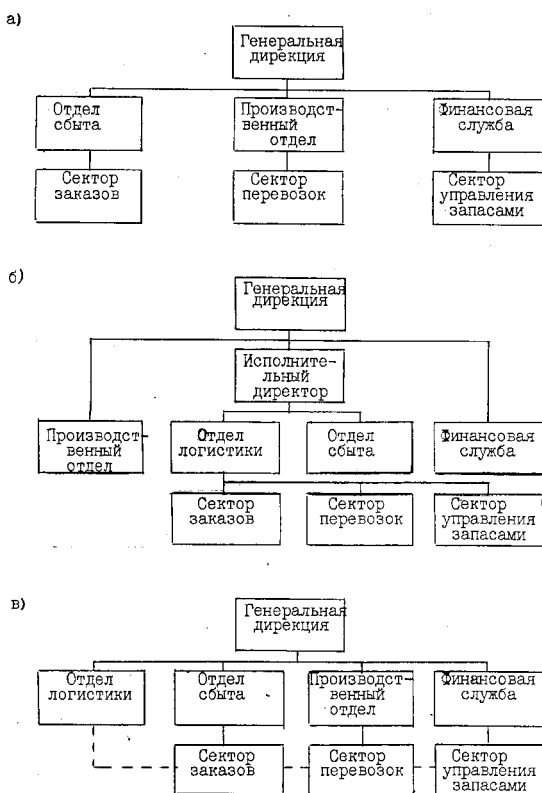 а)
Генеральная
дирекция
Отдел
сбыта
Производст-
венный
отдел
Финансовая
служба
Сектор
заказов
Сектор
перевозок
Сектор
управления
запасами
б)
Генеральная
дирекция
Исполните-
льный
директор
Производст-
венный
отдел
Отдел
логистики
Отдел
сбыта
Финансовая
служба
Сектор
заказов
Сектор
перевозок
Сектор
управления
запасами
в)
Генеральная
дирекция
Отдел
логистики
Отдел
сбыта
Производст-
венный
отдел
Финансовая
служба
Сектор
заказов
Сектор
перевозок
Сектор
управления
запасами